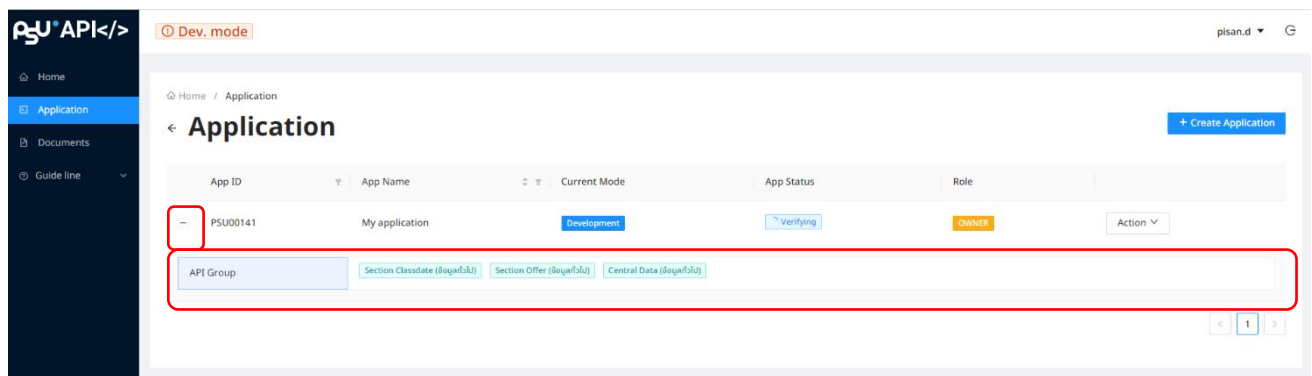 PSU API</>
Dev. mode
pisan.d
Home
Application
Documents
Guide line
Home / Application
Application
+ Create Application
App ID App Name Current Mode App Status Role
PSU00141 My application Development Verifying OWNER Action
API Group Section Classdate (ข้อมูลทั่วไป) Section Offer (ข้อมูลทั่วไป) Central Data (ข้อมูลทั่วไป)
< 1 >